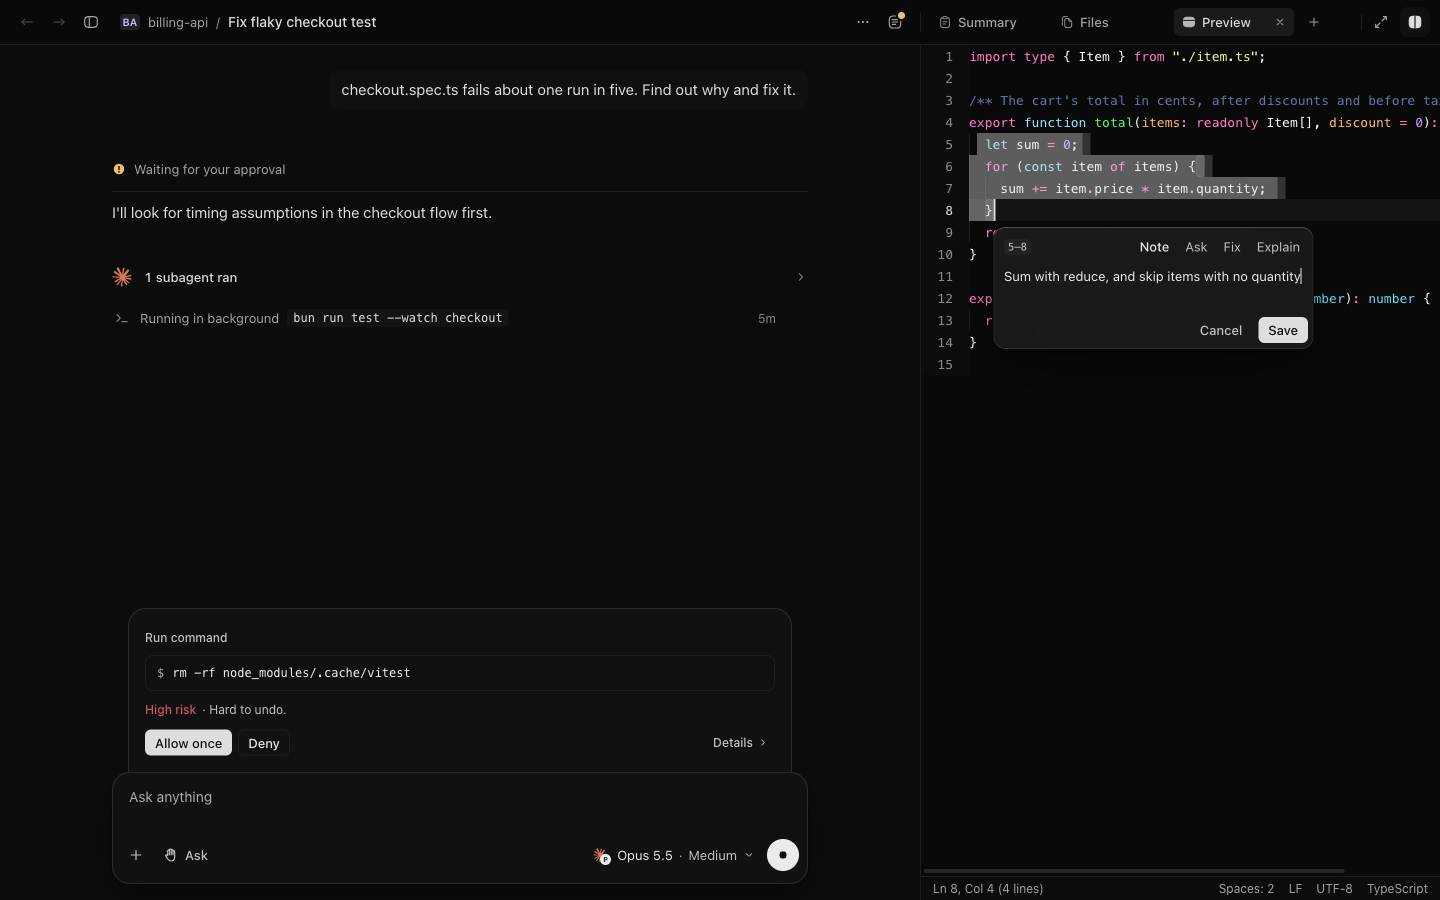 BA billing-api / Fix flaky checkout test
Summary
Files
Preview
checkout.spec.ts fails about one run in five. Find out why and fix it.
Waiting for your approval
I'll look for timing assumptions in the checkout flow first.
1 subagent ran
Running in background bun run test --watch checkout 5m
Run command
$ rm -rf node_modules/.cache/vitest
High risk · Hard to undo.
Allow once
Deny
Details
Ask anything
Ask
Opus 5.5 · Medium
1 import type { Item } from "./item.ts";
2
3 /** The cart's total in cents, after discounts and before
4 export function total(items: readonly Item[], discount = 0):
5 let sum = 0;
6 for (const item of items) {
7 sum += item.price * item.quantity;
8 }
9
10 }
11
12 ): number {
13
14 }
15
5–8
Note
Ask
Fix
Explain
Sum with reduce, and skip items with no quantity
Cancel
Save
Ln 8, Col 4 (4 lines)
Spaces: 2
LF
UTF-8
TypeScript